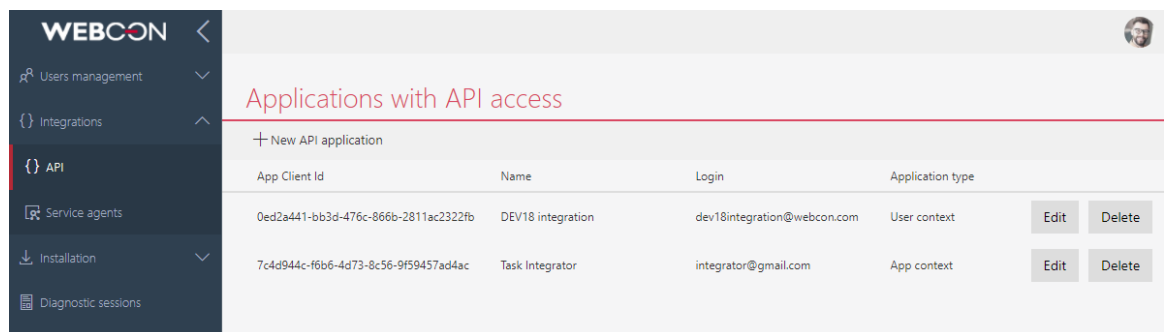 WEBCON
Users management
{} Integrations
{} API
Service agents
Installation
Diagnostic sessions
Applications with API access
+ New API application
App Client Id Name Login Application type
0ed2a441-bb3d-476c-866b-2811ac2322fb DEV18 integration dev18integration@webcon.com User context Edit Delete
7c4d944c-f6b6-4d73-8c56-9f59457ad4ac Task Integrator integrator@gmail.com App context Edit Delete